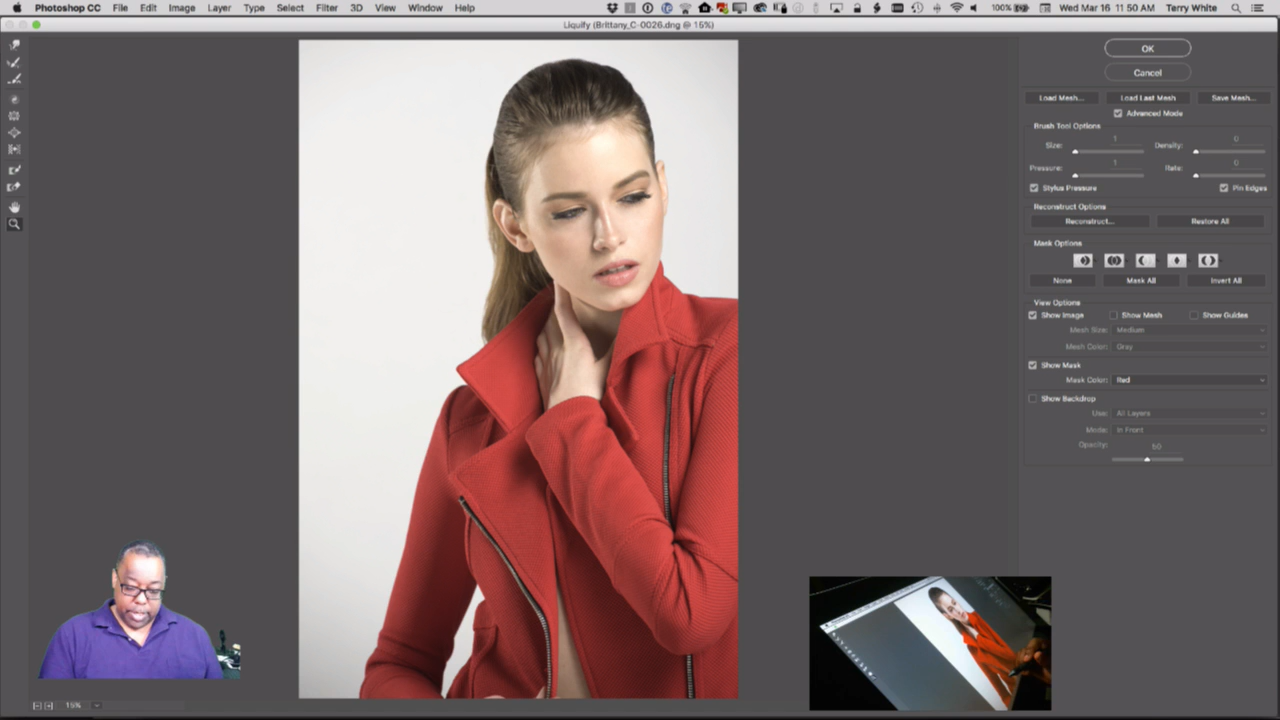 Photoshop CC File Edit Image Layer Type Select Filter 3D View Window Help 100% Wed Mar 16 11:50 AM Terry White
Liquify (Brittany_C-0026.dng @ 15%)
OK
Cancel
Load Mesh... Load Last Mesh Save Mesh...
Advanced Mode
Brush Tool Options
Size: 1 Density: 0
Pressure: 1 Rate: 0
Stylus Pressure Pin Edges
Reconstruct Options
Reconstruct... Restore All
Mask Options
None Mask All Invert All
View Options
Show Image Show Mesh Show Guides
Mesh Size: Medium
Mesh Color: Gray
Show Mask
Mask Color: Red
Show Backdrop
Use: All Layers
Mode: In Front
Opacity: 50
15%